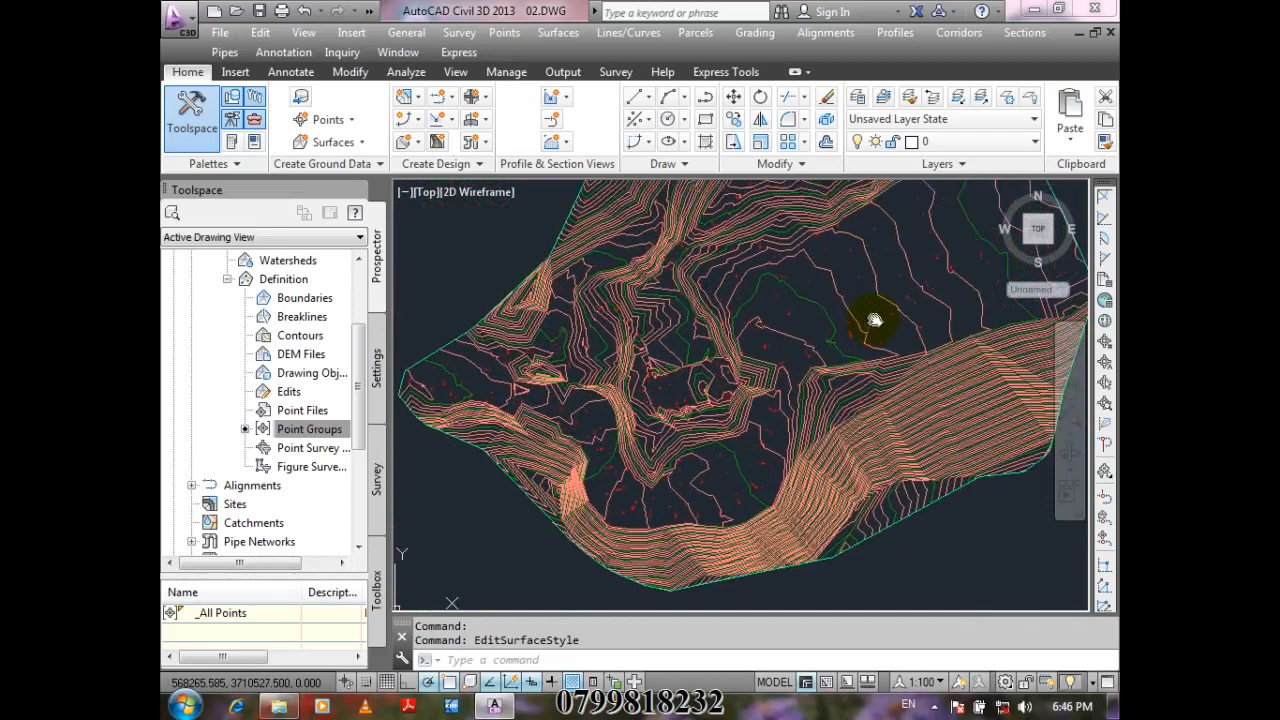 AutoCAD Civil 3D 2013 02.DWG
Type a keyword or phrase
Sign In
C3D
File Edit View Insert General Survey Points Surfaces Lines/Curves Parcels Grading Alignments Profiles Corridors Sections
Pipes Annotation Inquiry Window Express
Home Insert Annotate Modify Analyze View Manage Output Survey Help Express Tools
Toolspace
Points
Surfaces
Unsaved Layer State
0
Paste
Palettes Create Ground Data Create Design Profile & Section Views Draw Modify Layers Clipboard
Toolspace
Active Drawing View
Prospector
Settings
Survey
Toolbox
Watersheds
Definition
Boundaries
Breaklines
Contours
DEM Files
Drawing Obj...
Edits
Point Files
Point Groups
Point Survey ...
Figure Surve...
Alignments
Sites
Catchments
Pipe Networks
Name Descript...
_All Points
[−][Top][2D Wireframe]
N
W TOP E
S
Unnamed
Y
X
Command:
Command: EditSurfaceStyle
Type a command
568265.585, 3710527.500, 0.000
MODEL
1:100
0799818232
EN
6:46 PM